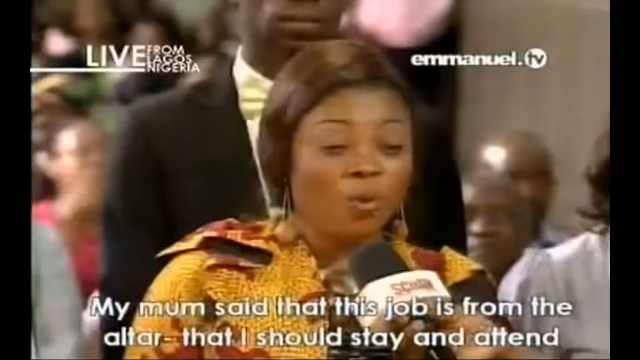 LIVE FROM LAGOS NIGERIA
emmanuel.tv
SCOAN
My mum said that this job is from the
altar- that I should stay and attend